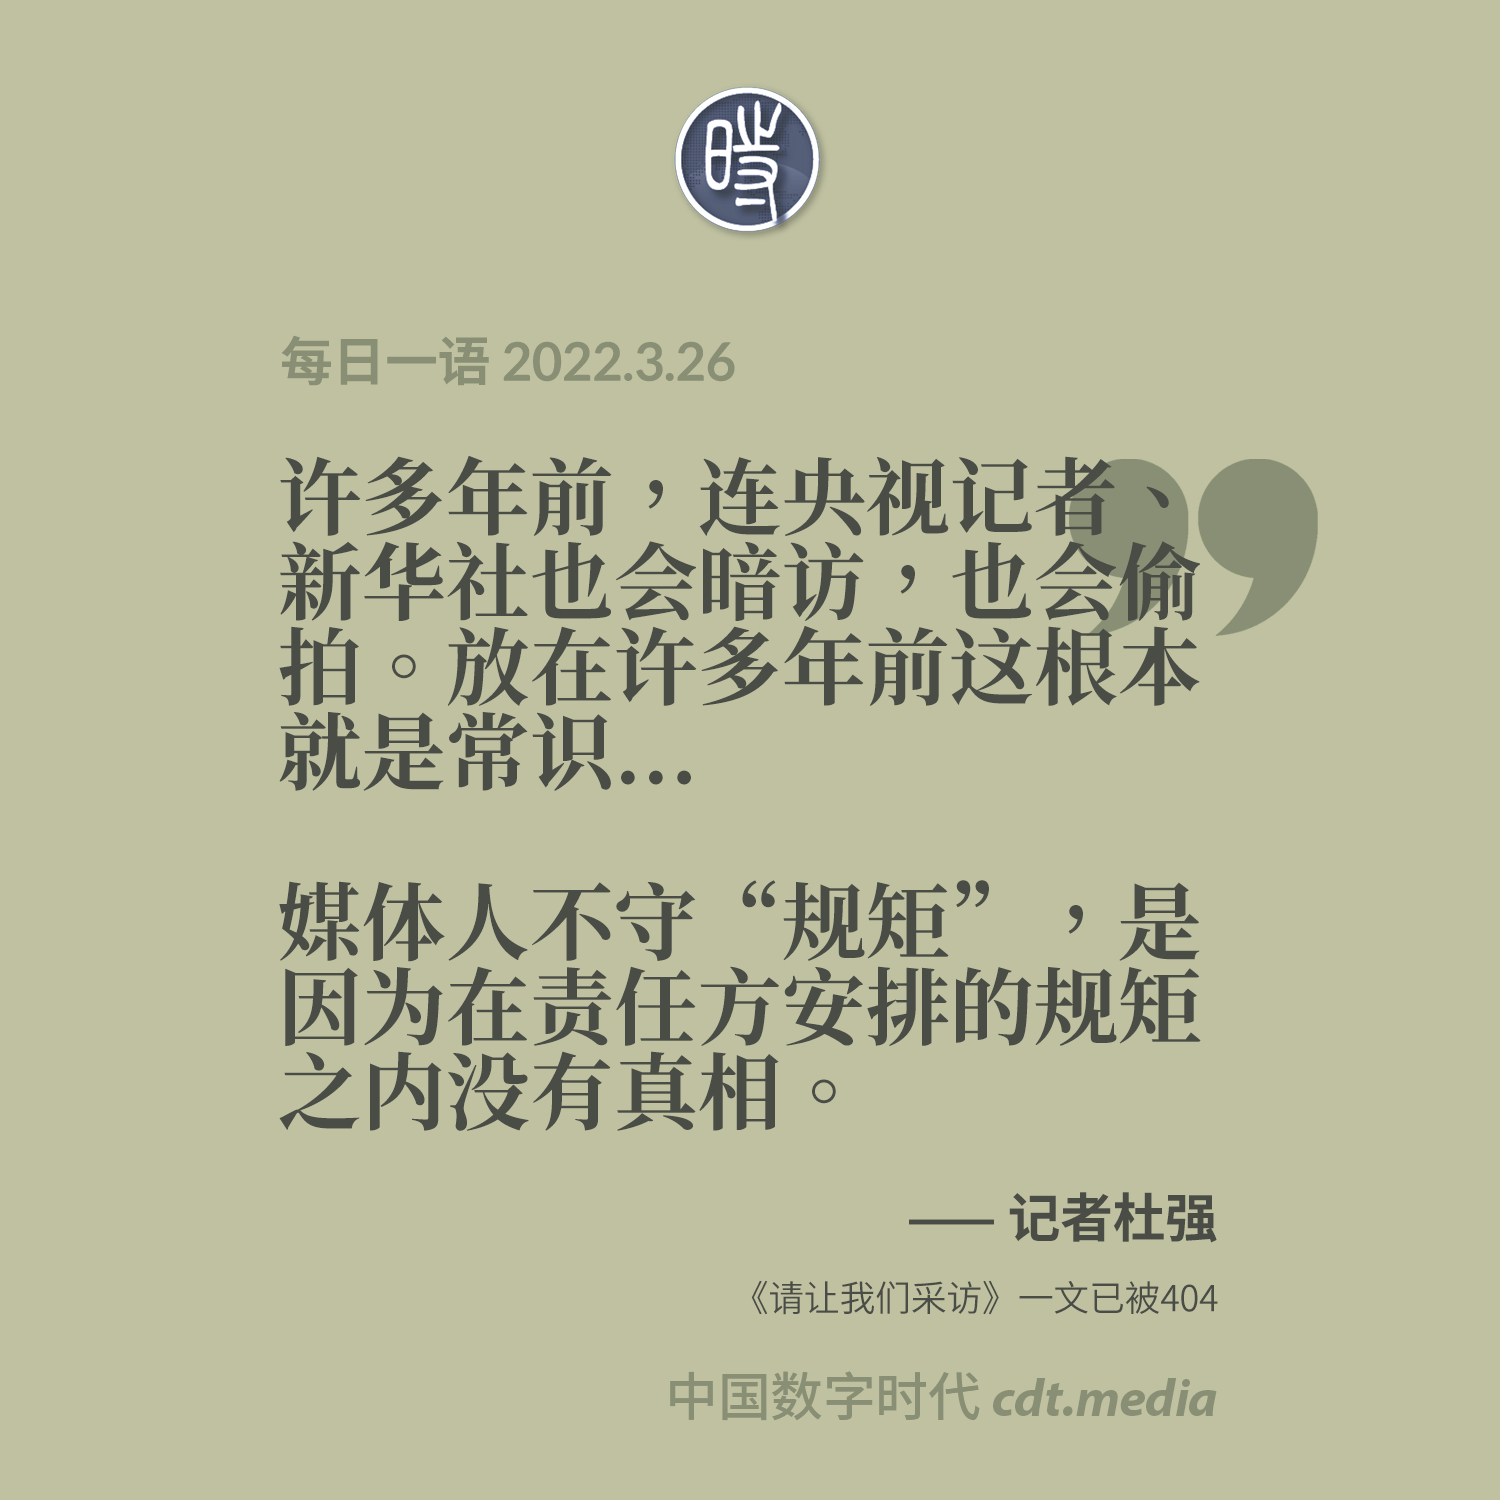 時
每日一语 2022.3.26
许多年前，连央视记者、
新华社也会暗访，也会偷
拍。放在许多年前这根本
就是常识...
媒体人不守“规矩”，是
因为在责任方安排的规矩
之内没有真相。
—— 记者杜强
《请让我们采访》一文已被404
中国数字时代 cdt.media